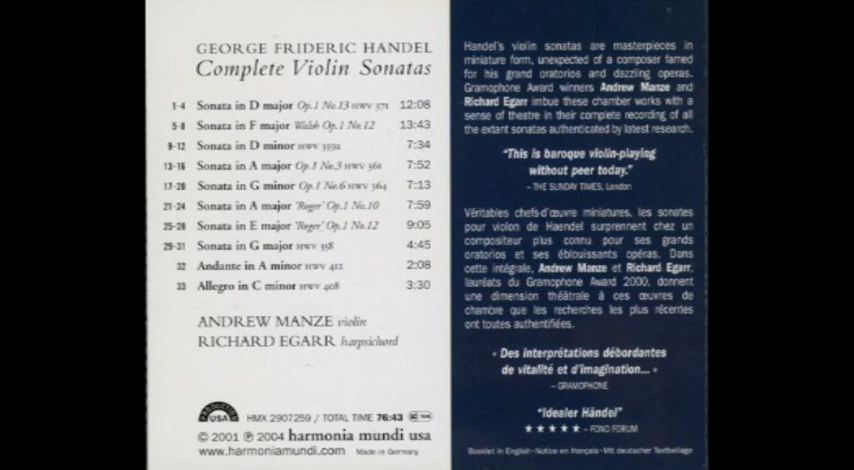 GEORGE FRIDERIC HANDEL
Complete Violin Sonatas
1-4 Sonata in D major Op.1 No.13 HWV 371 12:08
5-8 Sonata in F major Walsh Op.1 No.12 13:43
9-12 Sonata in D minor HWV 359a 7:34
13-16 Sonata in A major Op.1 No.3 HWV 361 7:52
17-20 Sonata in G minor Op.1 No.6 HWV 364 7:13
21-24 Sonata in A major 'Roger' Op.1 No.10 7:59
25-28 Sonata in E major 'Roger' Op.1 No.12 9:05
29-31 Sonata in G major HWV 358 4:45
32 Andante in A minor HWV 412 2:08
33 Allegro in C minor HWV 408 3:30
ANDREW MANZE violin
RICHARD EGARR harpsichord
PRODUCTION
USA
HMX 2907259 / TOTAL TIME 76:43
© 2001 ℗ 2004 harmonia mundi usa
www.harmoniamundi.com Made in Germany
Handel's violin sonatas are masterpieces in
miniature form, unexpected of a composer famed
for his grand oratorios and dazzling operas.
Gramophone Award winners Andrew Manze and
Richard Egarr imbue these chamber works with a
sense of theatre in their complete recording of all
the extant sonatas authenticated by latest research.
"This is baroque violin-playing
without peer today."
– THE SUNDAY TIMES, London
Véritables chefs-d'œuvre miniatures, les sonates
pour violon de Haendel surprennent chez un
compositeur plus connu pour ses grands
oratorios et ses éblouissants opéras. Dans
cette intégrale, Andrew Manze et Richard Egarr,
lauréats du Gramophone Award 2000, donnent
une dimension théâtrale à ces œuvres de
chambre que les recherches les plus récentes
ont toutes authentifiées.
« Des interprétations débordantes
de vitalité et d'imagination... »
– GRAMOPHONE
"Idealer Händel"
★ ★ ★ ★ ★ – FONO FORUM
Booklet in English · Notice en français · Mit deutscher Textbeilage